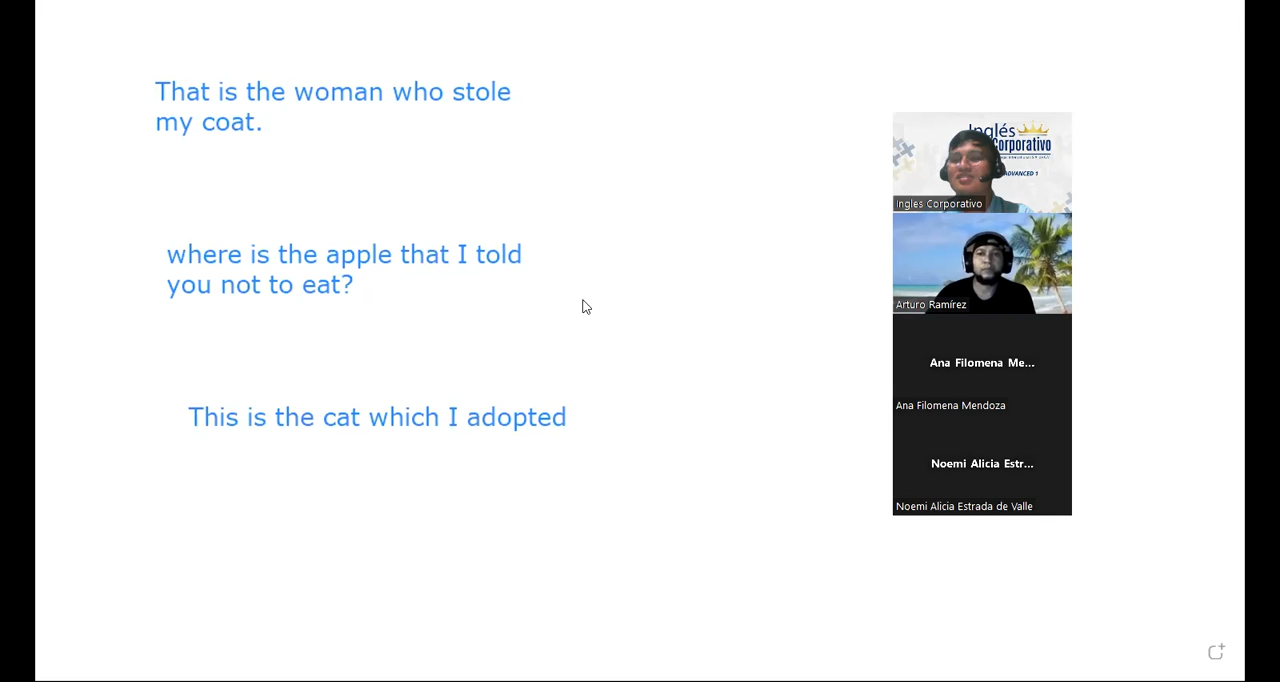 That is the woman who stole
my coat.
where is the apple that I told
you not to eat?
This is the cat which I adopted
Inglés
Corporativo
ADVANCED 1
Ingles Corporativo
Arturo Ramírez
Ana Filomena Me...
Ana Filomena Mendoza
Noemi Alicia Estr...
Noemi Alicia Estrada de Valle